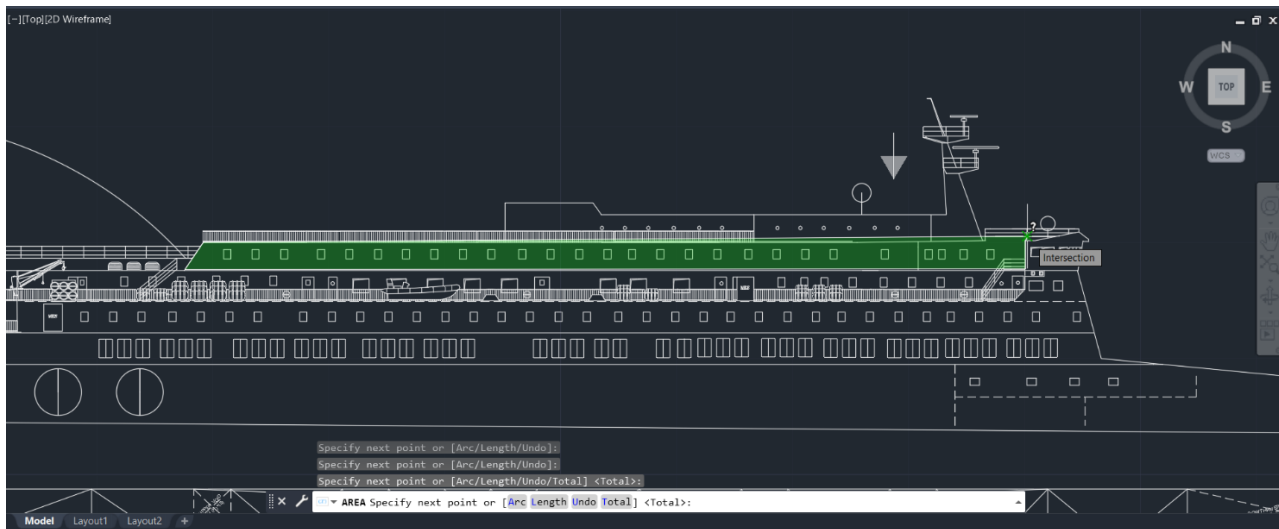 [−][Top][2D Wireframe]
N
W
TOP
E
S
WCS
?
Intersection
Specify next point or [Arc/Length/Undo]:
Specify next point or [Arc/Length/Undo]:
Specify next point or [Arc/Length/Undo/Total] <Total>:
AREA Specify next point or [Arc Length Undo Total] <Total>:
Model Layout1 Layout2 +